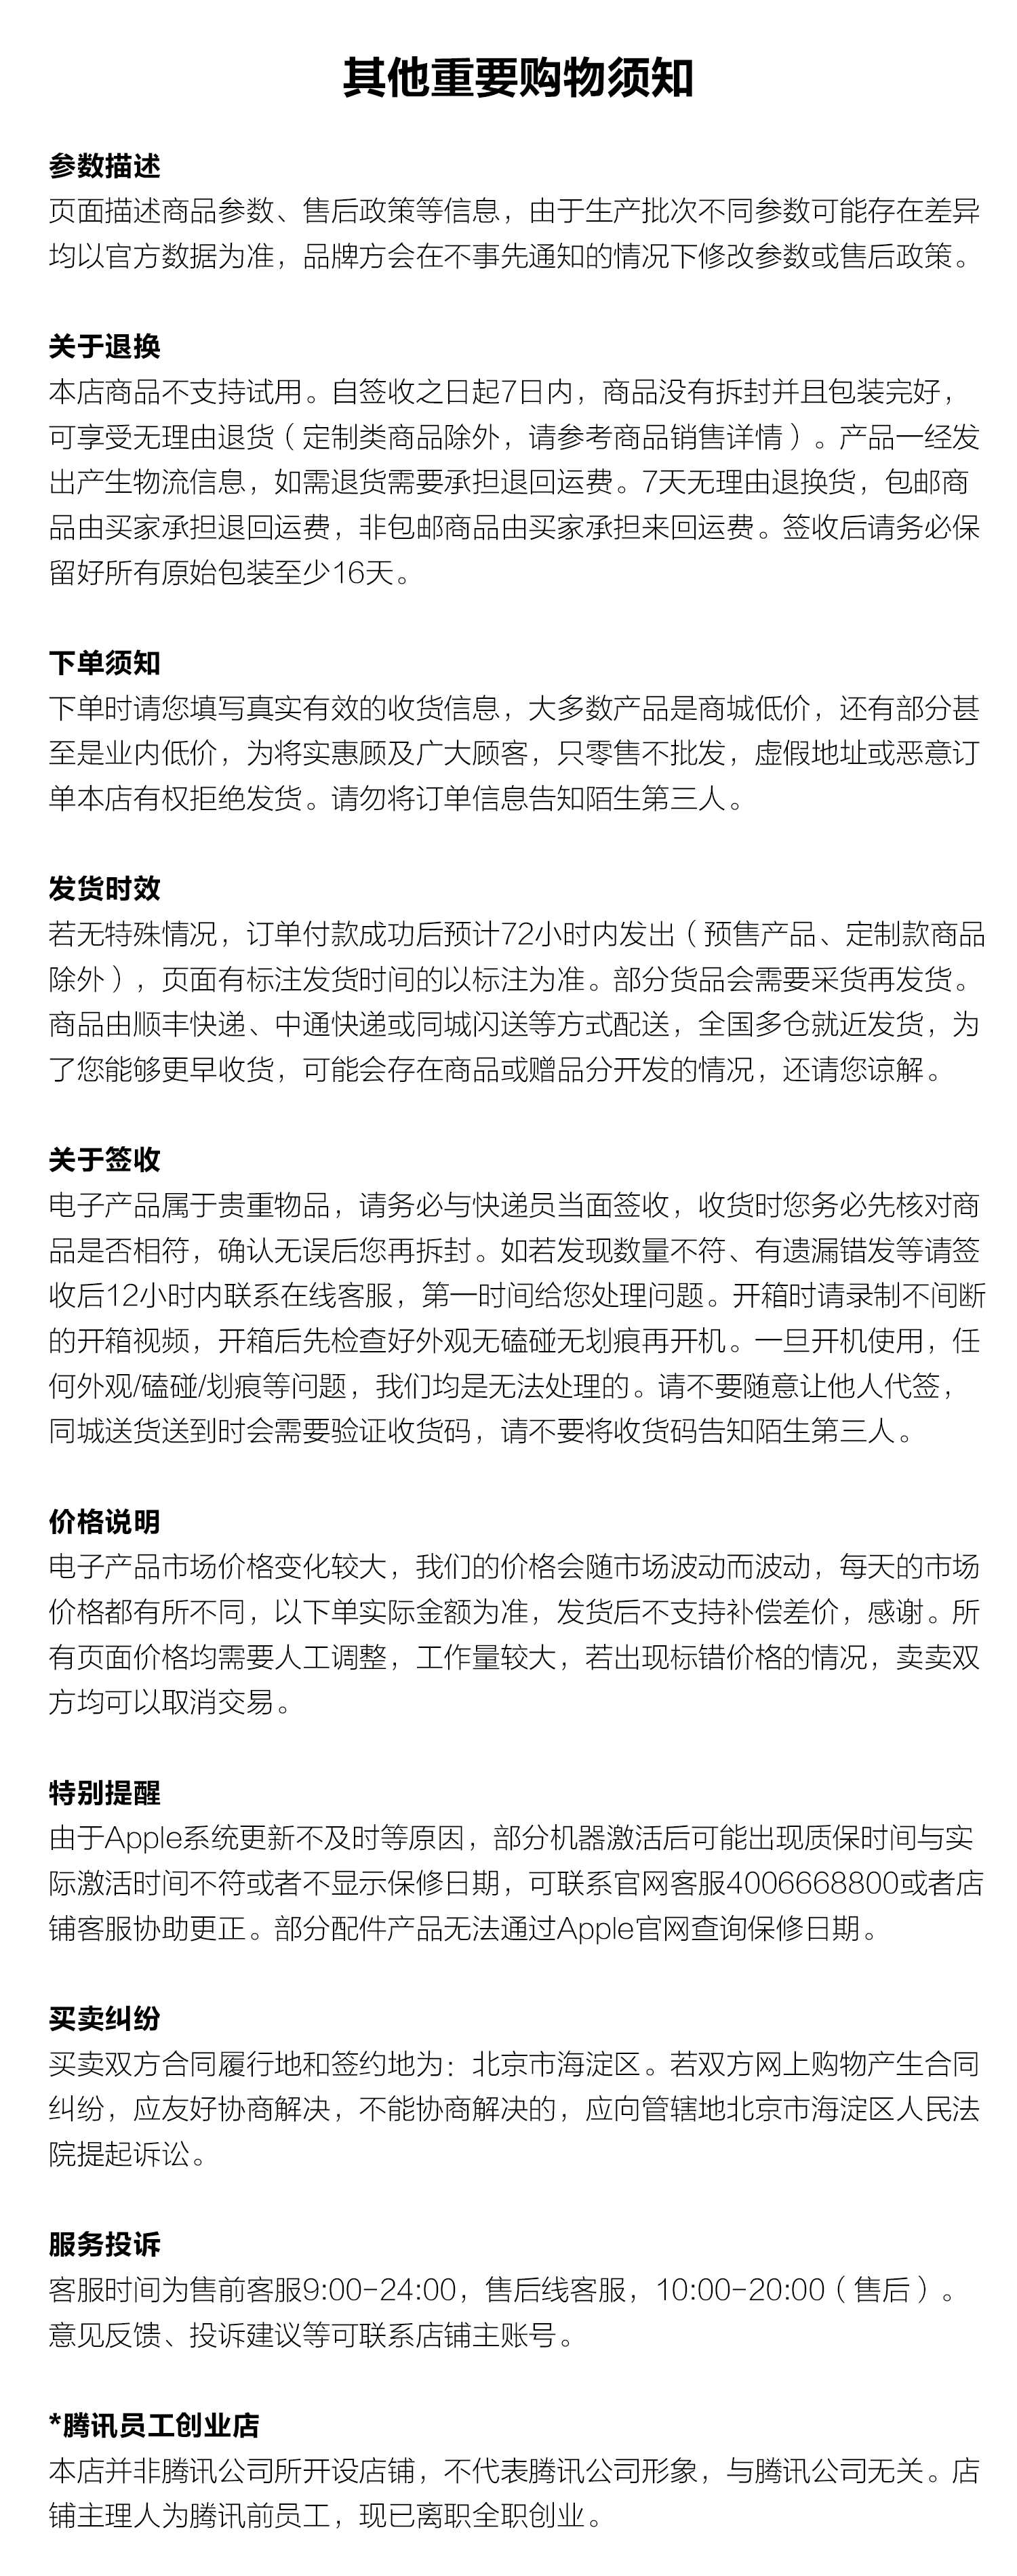 其他重要购物须知
参数描述
页面描述商品参数、售后政策等信息，由于生产批次不同参数可能存在差异
均以官方数据为准，品牌方会在不事先通知的情况下修改参数或售后政策。
关于退换
本店商品不支持试用。自签收之日起7日内，商品没有拆封并且包装完好，
可享受无理由退货（定制类商品除外，请参考商品销售详情）。产品一经发
出产生物流信息，如需退货需要承担退回运费。7天无理由退换货，包邮商
品由买家承担退回运费，非包邮商品由买家承担来回运费。签收后请务必保
留好所有原始包装至少16天。
下单须知
下单时请您填写真实有效的收货信息，大多数产品是商城低价，还有部分甚
至是业内低价，为将实惠顾及广大顾客，只零售不批发，虚假地址或恶意订
单本店有权拒绝发货。请勿将订单信息告知陌生第三人。
发货时效
若无特殊情况，订单付款成功后预计72小时内发出（预售产品、定制款商品
除外），页面有标注发货时间的以标注为准。部分货品会需要采货再发货。
商品由顺丰快递、中通快递或同城闪送等方式配送，全国多仓就近发货，为
了您能够更早收货，可能会存在商品或赠品分开发的情况，还请您谅解。
关于签收
电子产品属于贵重物品，请务必与快递员当面签收，收货时您务必先核对商
品是否相符，确认无误后您再拆封。如若发现数量不符、有遗漏错发等请签
收后12小时内联系在线客服，第一时间给您处理问题。开箱时请录制不间断
的开箱视频，开箱后先检查好外观无磕碰无划痕再开机。一旦开机使用，任
何外观/磕碰/划痕等问题，我们均是无法处理的。请不要随意让他人代签，
同城送货送到时会需要验证收货码，请不要将收货码告知陌生第三人。
价格说明
电子产品市场价格变化较大，我们的价格会随市场波动而波动，每天的市场
价格都有所不同，以下单实际金额为准，发货后不支持补偿差价，感谢。所
有页面价格均需要人工调整，工作量较大，若出现标错价格的情况，卖卖双
方均可以取消交易。
特别提醒
由于Apple系统更新不及时等原因，部分机器激活后可能出现质保时间与实
际激活时间不符或者不显示保修日期，可联系官网客服4006668800或者店
铺客服协助更正。部分配件产品无法通过Apple官网查询保修日期。
买卖纠纷
买卖双方合同履行地和签约地为：北京市海淀区。若双方网上购物产生合同
纠纷，应友好协商解决，不能协商解决的，应向管辖地北京市海淀区人民法
院提起诉讼。
服务投诉
客服时间为售前客服9:00-24:00，售后线客服，10:00-20:00（售后）。
意见反馈、投诉建议等可联系店铺主账号。
*腾讯员工创业店
本店并非腾讯公司所开设店铺，不代表腾讯公司形象，与腾讯公司无关。店
铺主理人为腾讯前员工，现已离职全职创业。